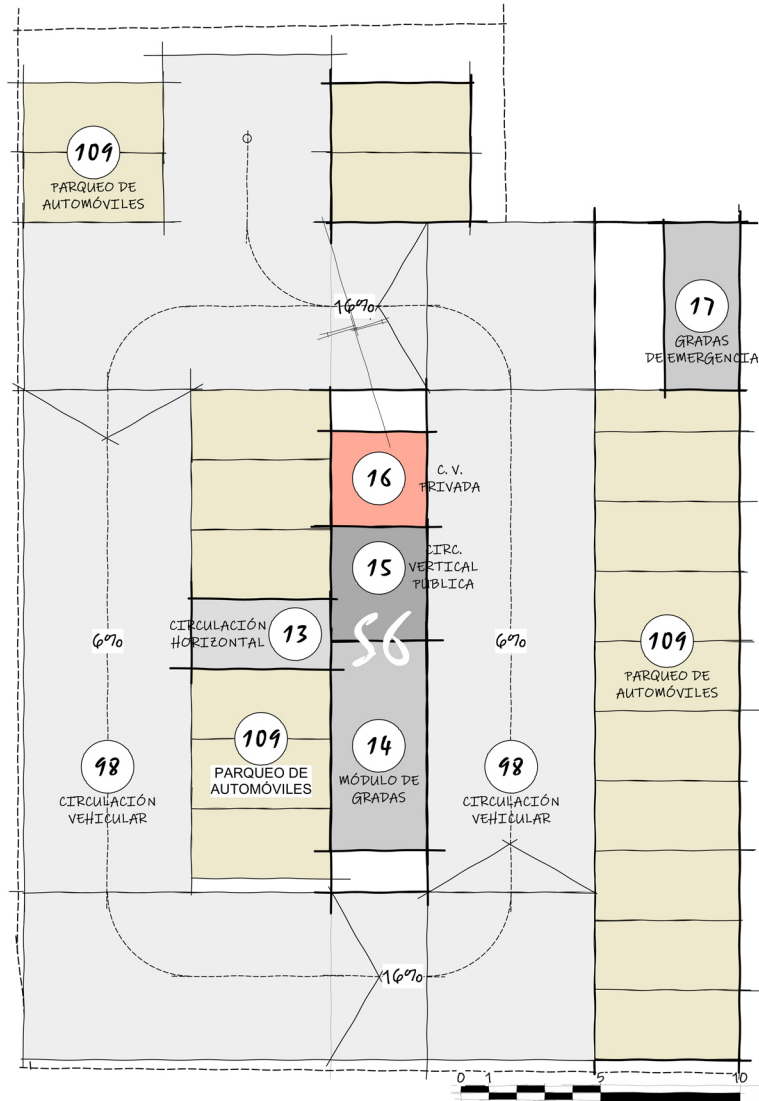 109
PARQUEO DE
AUTOMÓVILES
16%
17
GRADAS
DE EMERGENCIA
16
C. V.
PRIVADA
15
CIRC.
VERTICAL
PÚBLICA
CIRCULACIÓN
HORIZONTAL
13
56
6%
6%
109
PARQUEO DE
AUTOMÓVILES
109
PARQUEO DE
AUTOMÓVILES
14
MÓDULO DE
GRADAS
98
CIRCULACIÓN
VEHICULAR
98
CIRCULACIÓN
VEHICULAR
16%
0 1 5 10